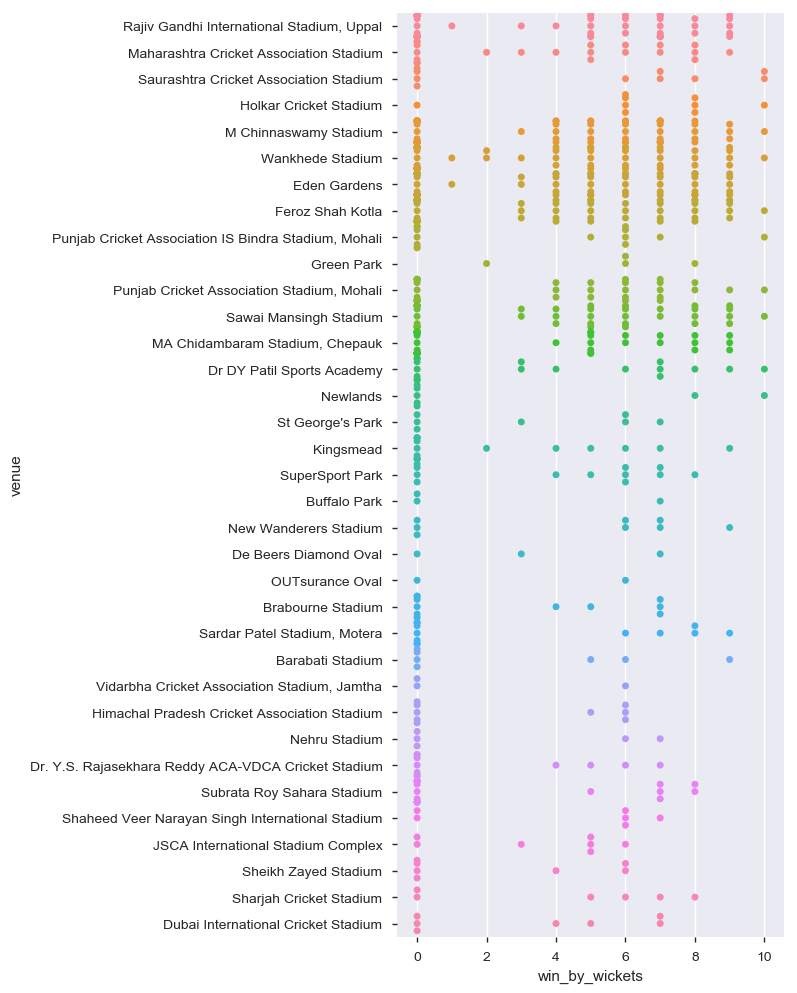 Rajiv Gandhi International Stadium, Uppal
Maharashtra Cricket Association Stadium
Saurashtra Cricket Association Stadium
Holkar Cricket Stadium
M Chinnaswamy Stadium
Wankhede Stadium
Eden Gardens
Feroz Shah Kotla
Punjab Cricket Association IS Bindra Stadium, Mohali
Green Park
Punjab Cricket Association Stadium, Mohali
Sawai Mansingh Stadium
MA Chidambaram Stadium, Chepauk
Dr DY Patil Sports Academy
Newlands
St George's Park
Kingsmead
SuperSport Park
Buffalo Park
New Wanderers Stadium
De Beers Diamond Oval
OUTsurance Oval
Brabourne Stadium
Sardar Patel Stadium, Motera
Barabati Stadium
Vidarbha Cricket Association Stadium, Jamtha
Himachal Pradesh Cricket Association Stadium
Nehru Stadium
Dr. Y.S. Rajasekhara Reddy ACA-VDCA Cricket Stadium
Subrata Roy Sahara Stadium
Shaheed Veer Narayan Singh International Stadium
JSCA International Stadium Complex
Sheikh Zayed Stadium
Sharjah Cricket Stadium
Dubai International Cricket Stadium
venue
0 2 4 6 8 10
win_by_wickets